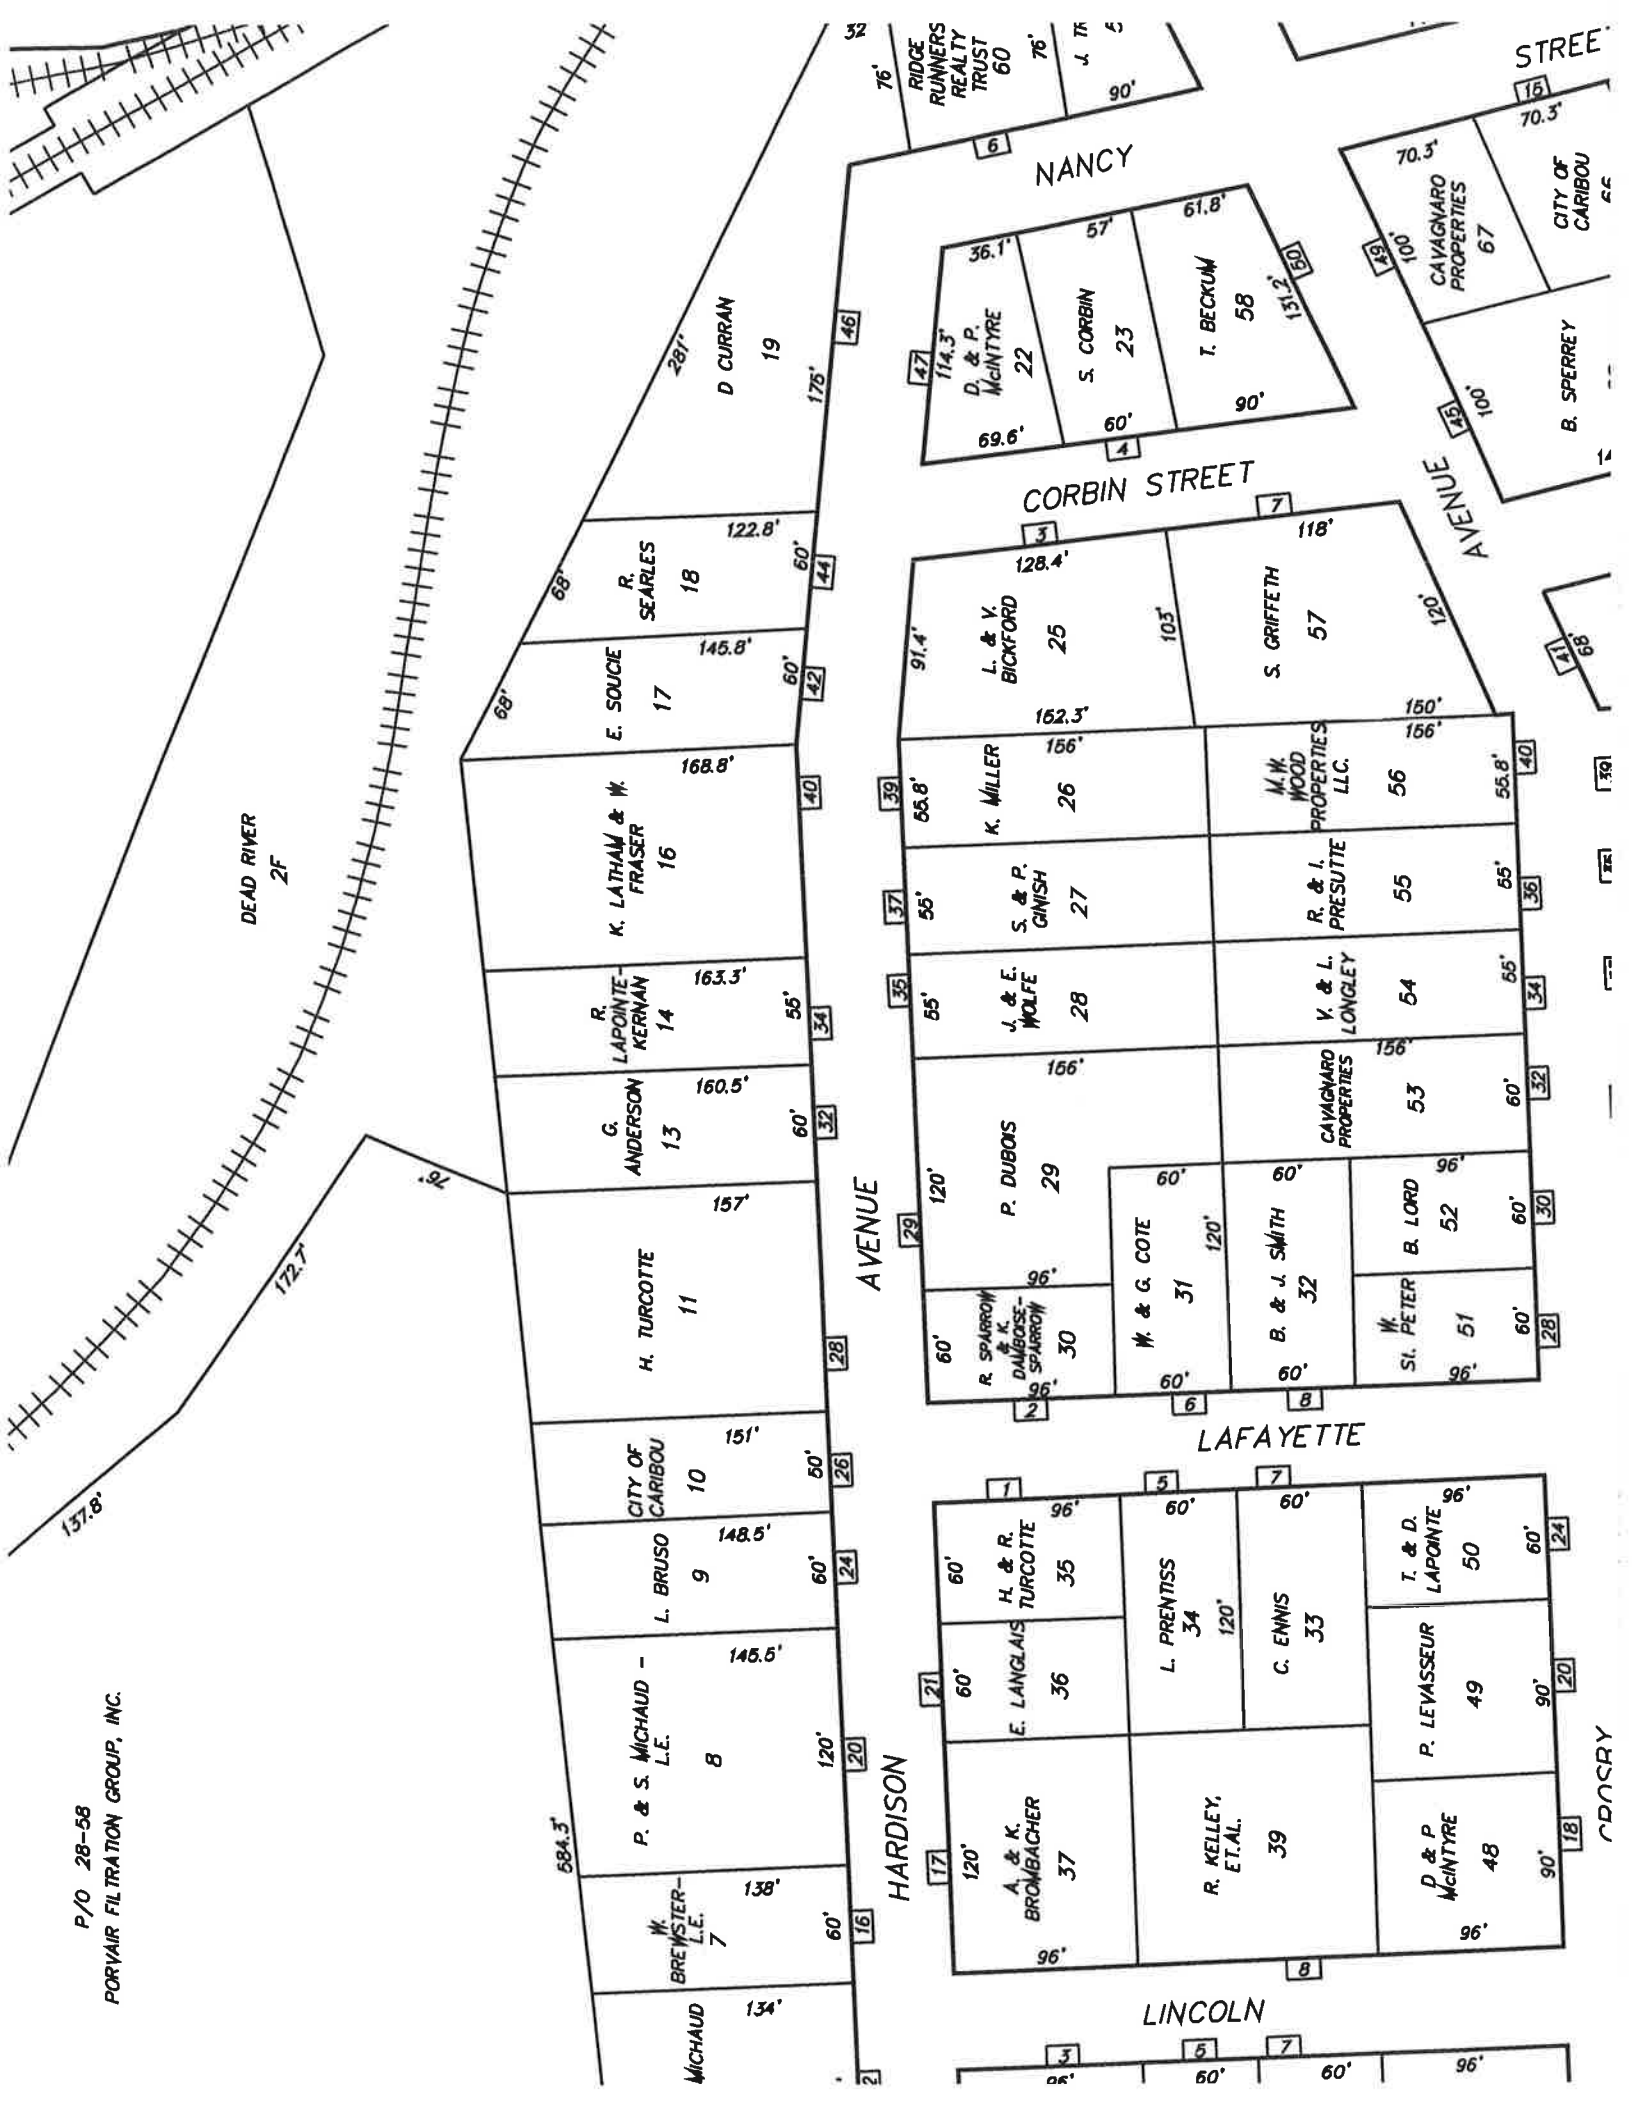 P/O 28-58
PORVAIR FILTRATION GROUP, INC.
137.8'
172.7'
76'
DEAD RIVER
2F
584.3'
MICHAUD
134'
W.
BREWSTER-
L.E.
7
138'
60'
16
P. & S. MICHAUD -
L.E.
8
145.5'
120'
20
L. BRUSO
9
148.5'
60'
24
CITY OF
CARIBOU
10
151'
50'
26
H. TURCOTTE
11
157'
28
G.
ANDERSON
13
160.5'
60'
32
R.
LAPOINTE-
KERNAN
14
163.3'
55'
34
K. LATHAM & W.
FRASER
16
168.8'
40
E. SOUCIE
17
68'
145.8'
60'
42
R.
SEARLES
18
68'
122.8'
60'
44
D CURRAN
19
281'
175'
46
32
76'
RIDGE
RUNNERS
REALTY
TRUST
60
76'
6
90'
HARDISON
AVENUE
NANCY
47
114.3'
D. & P.
McINTYRE
22
36.1'
69.6'
S. CORBIN
23
57'
60'
4
T. BECKUM
58
61.8'
90'
131.2'
50
CORBIN STREET
3
128.4'
91.4'
L. & V.
BICKFORD
25
152.3'
103'
7
118'
S. GRIFFETH
57
120'
150'
39
55.8'
K. MILLER
26
156'
37
55'
S. & P.
GINISH
27
35
55'
J. & E.
WOLFE
28
29
120'
P. DUBOIS
29
156'
96'
60'
R. SPARROW
& K.
DAMBOISE-
SPARROW
30
96'
2
W. & G. COTE
31
60'
120'
60'
6
B. & J. SMITH
32
60'
60'
8
M.W.
WOOD
PROPERTIES
LLC.
56
156'
55.8'
40
R. & I.
PRESUTTE
55
55'
36
V. & L.
LONGLEY
54
55'
34
CAVAGNARO
PROPERTIES
53
156'
60'
32
B. LORD
52
96'
60'
30
W.
St. PETER
51
96'
60'
28
LAFAYETTE
1
96'
60'
H. & R.
TURCOTTE
35
21
60'
E. LANGLAIS
36
17
120'
A. & K.
BROMBACHER
37
96'
5
60'
L. PRENTISS
34
120'
7
60'
C. ENNIS
33
R. KELLEY,
ET.AL.
39
8
96'
T. & D.
LAPOINTE
50
60'
24
P. LEVASSEUR
49
90'
20
D & P
McINTYRE
48
90'
96'
18
LINCOLN
3
5
60'
7
60'
96'
AVENUE
STREE
15
70.3'
70.3'
49
100'
CAVAGNARO
PROPERTIES
67
CITY OF
CARIBOU
45
100'
B. SPERREY
41
68'
39